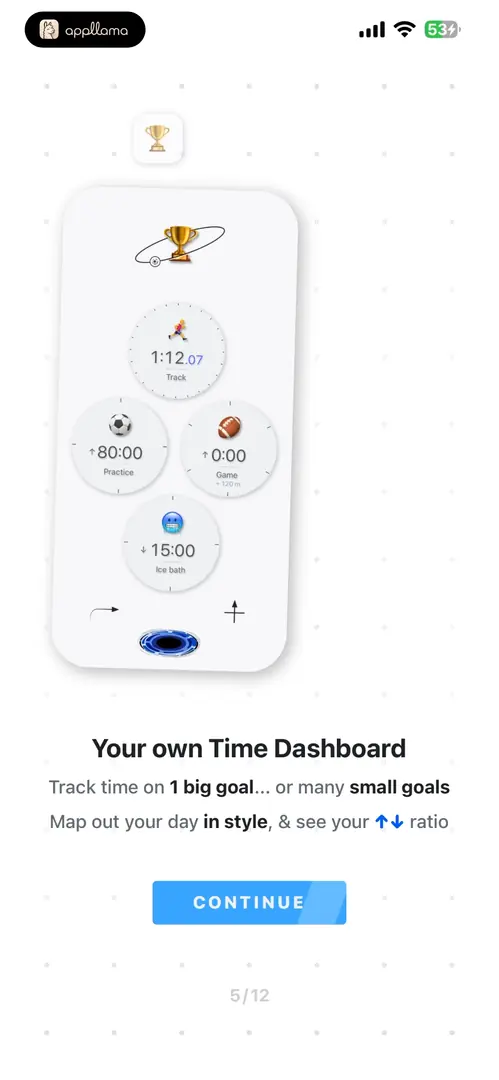 appllama
53
1:12.07
Track
↑80:00
Practice
↑0:00
Game
+ 120 m
↓ 15:00
Ice bath
Your own Time Dashboard
Track time on 1 big goal... or many small goals
Map out your day in style, & see your ↑↓ ratio
CONTINUE
5/12